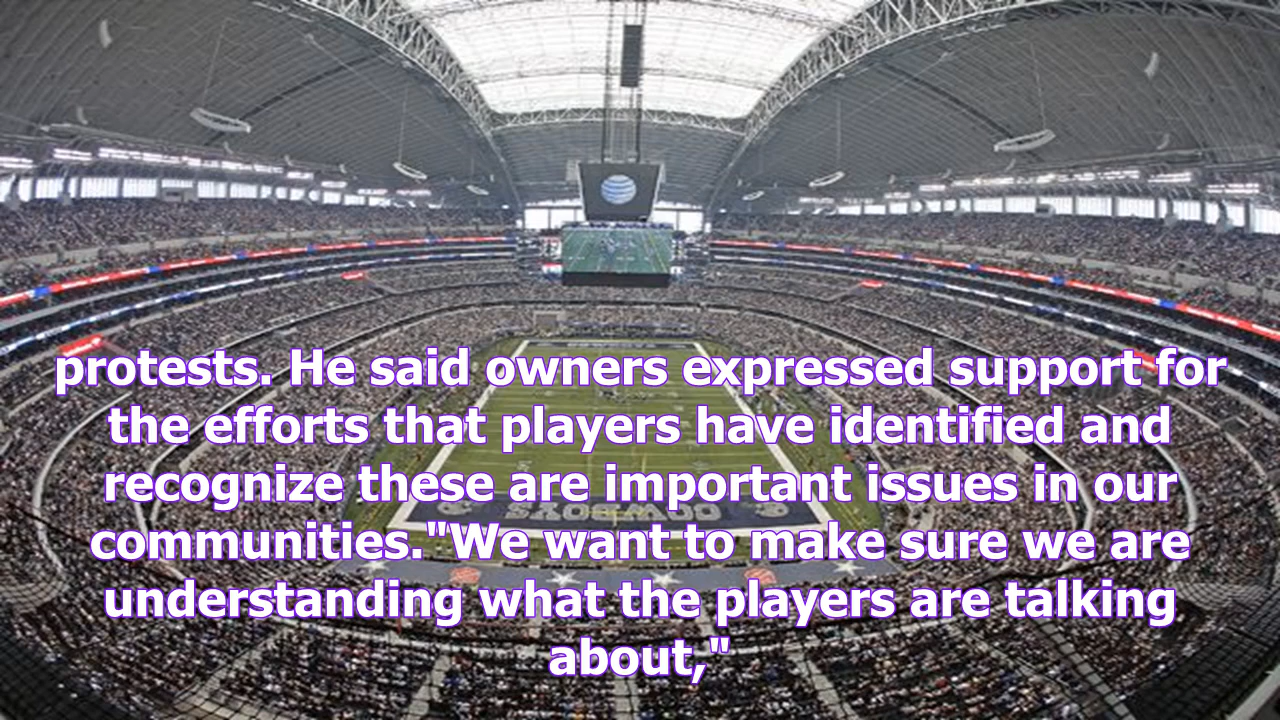 protests. He said owners expressed support for
the efforts that players have identified and
recognize these are important issues in our
communities."We want to make sure we are
understanding what the players are talking
about,"
COWBOYS